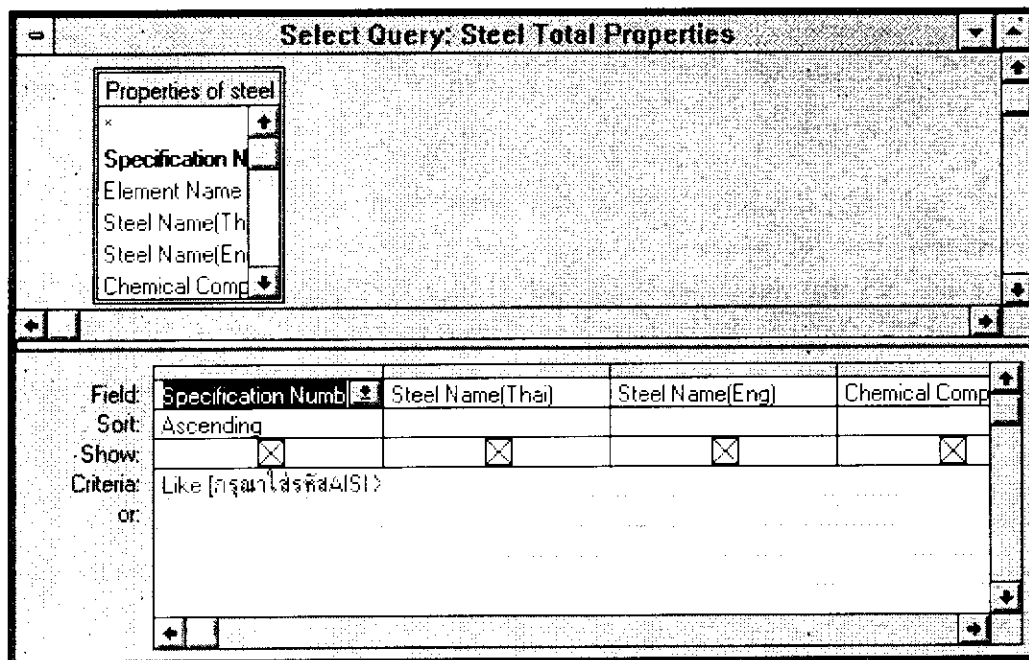 Select Query: Steel Total Properties
Properties of steel
*
Specification N
Element Name
Steel Name(Th
Steel Name(En
Chemical Comp
Field: Specification Numb Steel Name(Thai) Steel Name(Eng) Chemical Comp
Sort: Ascending
Show:
Criteria: Like [กรุณาใส่รหัสAISI >
or: